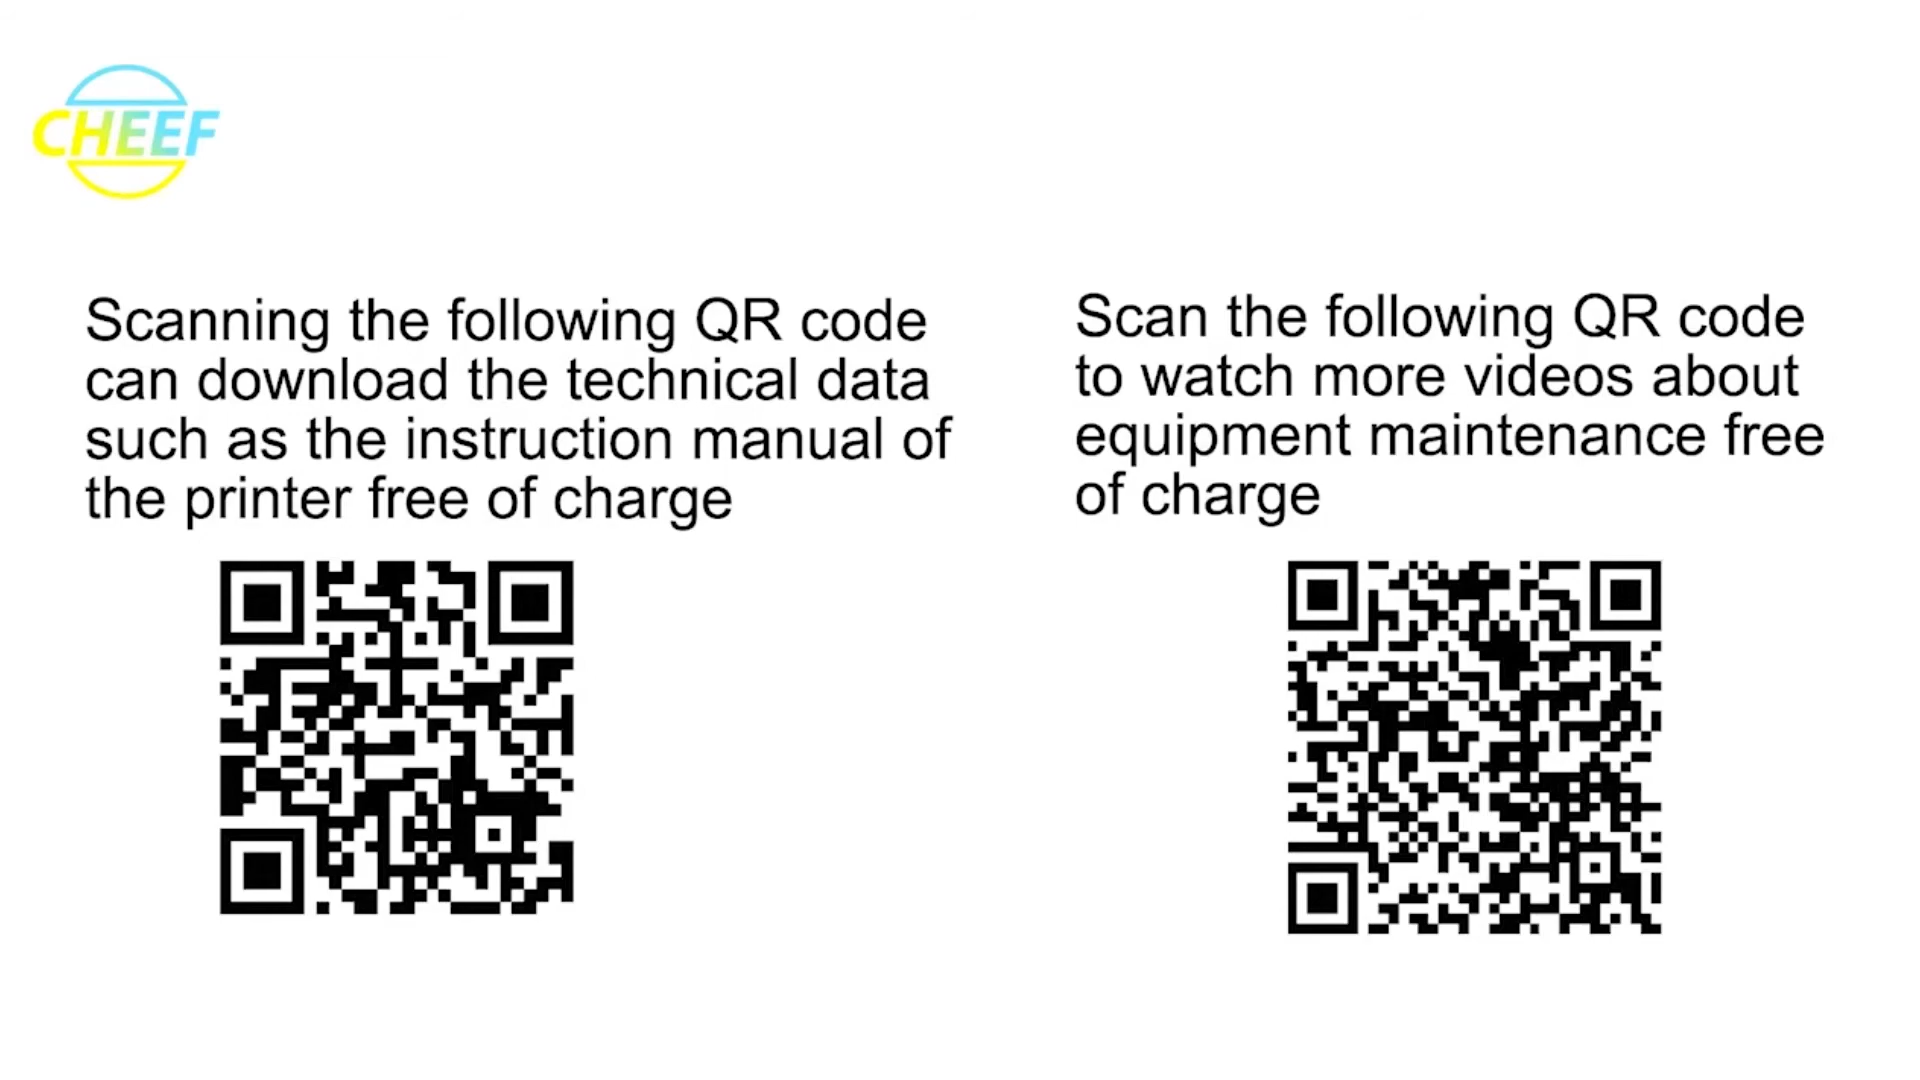 CHEEF
Scanning the following QR code
can download the technical data
such as the instruction manual of
the printer free of charge
Scan the following QR code
to watch more videos about
equipment maintenance free
of charge